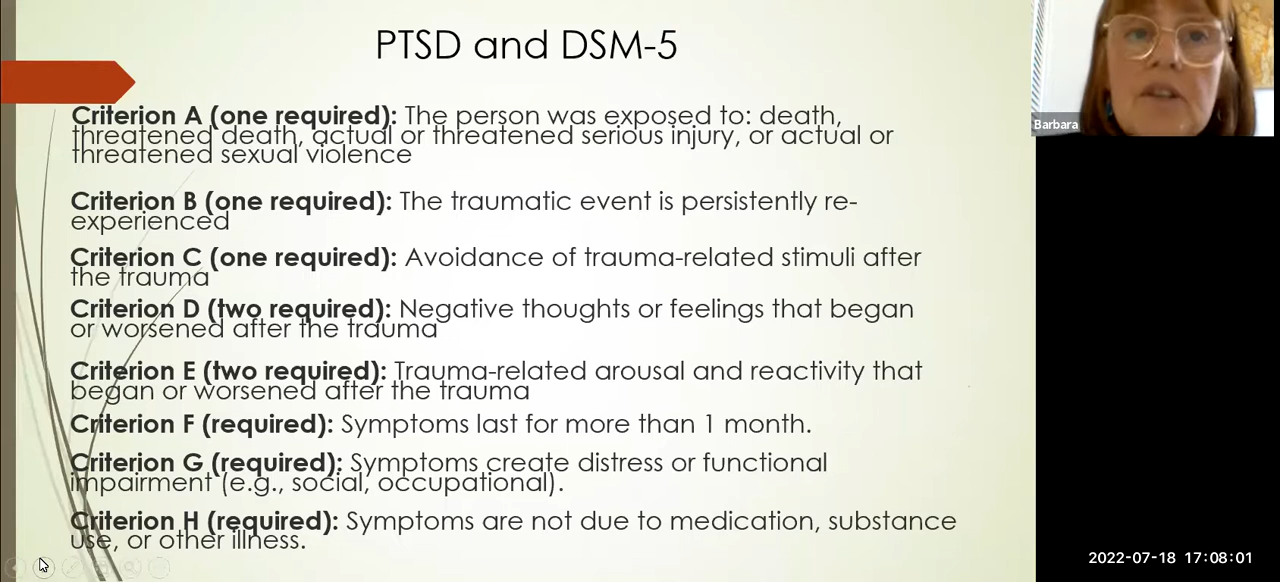 PTSD and DSM-5
Criterion A (one required): The person was exposed to: death,
threatened death, actual or threatened serious injury, or actual or
threatened sexual violence
Criterion B (one required): The traumatic event is persistently re-
experienced
Criterion C (one required): Avoidance of trauma-related stimuli after
the trauma
Criterion D (two required): Negative thoughts or feelings that began
or worsened after the trauma
Criterion E (two required): Trauma-related arousal and reactivity that
began or worsened after the trauma
Criterion F (required): Symptoms last for more than 1 month.
Criterion G (required): Symptoms create distress or functional
impairment (e.g., social, occupational).
Criterion H (required): Symptoms are not due to medication, substance
use, or other illness.
Barbara
2022-07-18 17:08:01